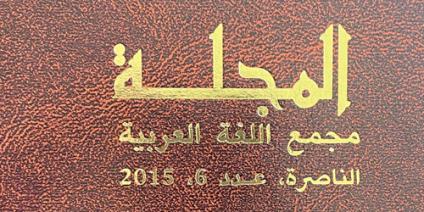 المجلة
مجمع اللغة العربية
الناصرة، عدد 6، 2015